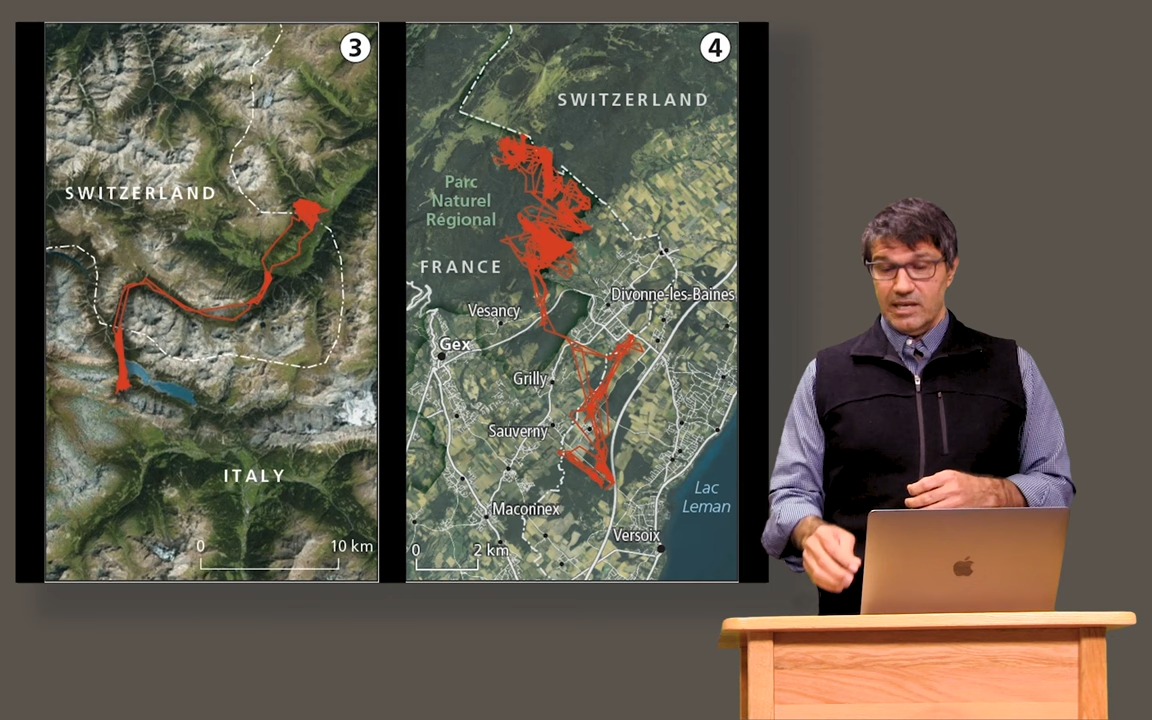 3
SWITZERLAND
ITALY
0 10 km
4
SWITZERLAND
Parc
Naturel
Régional
FRANCE
Divonne-les-Baines
Vesancy
Gex
Grilly
Sauverny
Lac
Leman
Macorinex
Versoix
0 2 km